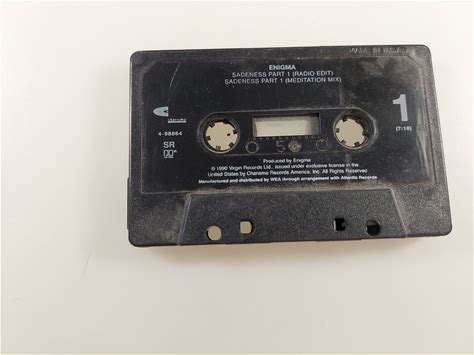 ENIGMA
SADENESS PART 1 (RADIO EDIT)
SADENESS PART 1 (MEDITATION MIX)
1
(7:18)
4-98864
SR
Produced by Enigma
℗ 1990 Virgin Records Ltd. Issued under exclusive license in the
United States by Charisma Records America, Inc. All Rights Reserved
Manufactured and distributed by WEA through arrangement with Atlantic Records